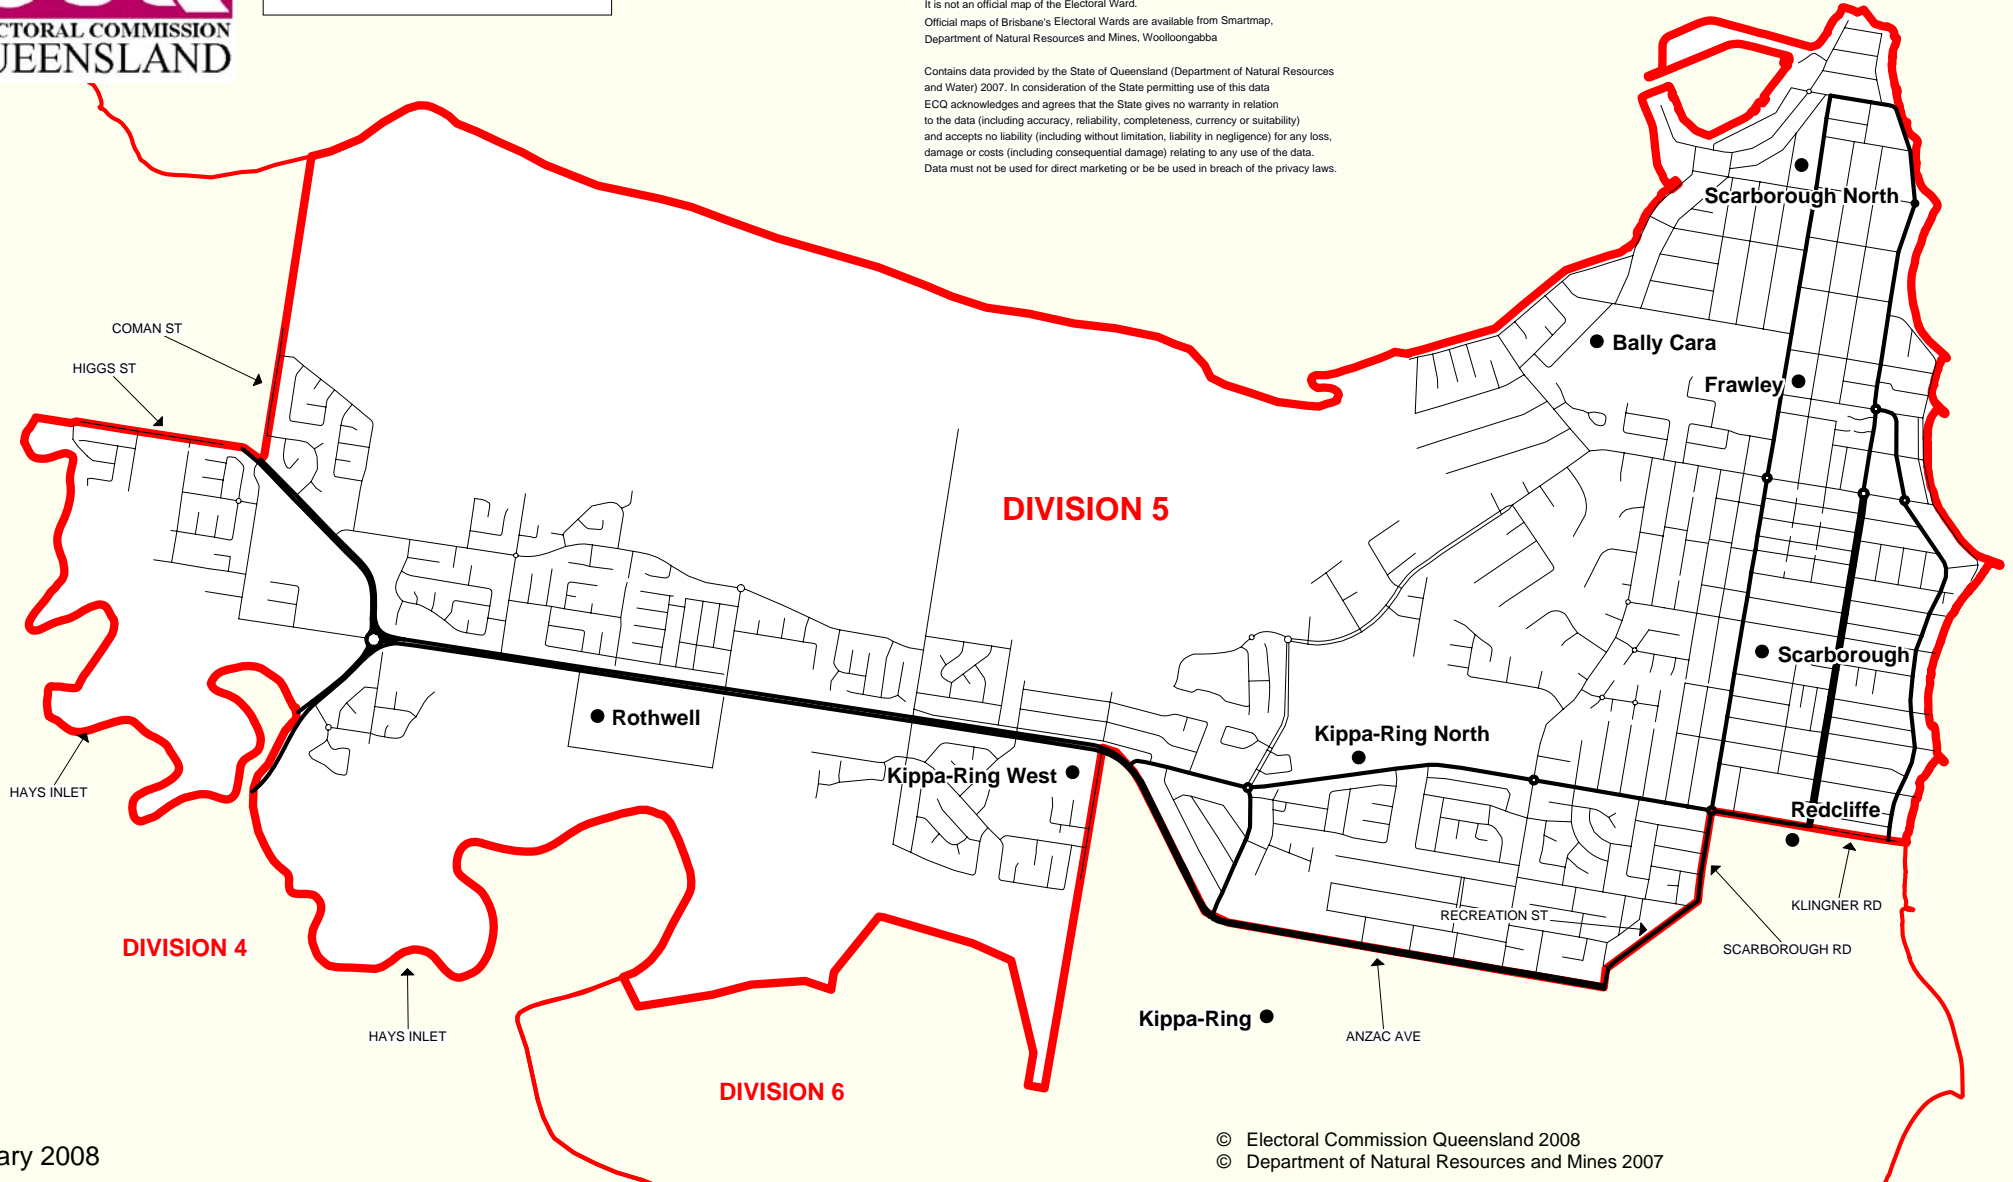 ECTORAL COMMISSION
QUEENSLAND
It is not an official map of the Electoral Ward.
Official maps of Brisbane's Electoral Wards are available from Smartmap,
Department of Natural Resources and Mines, Woolloongabba
Contains data provided by the State of Queensland (Department of Natural Resources
and Water) 2007. In consideration of the State permitting use of this data
ECQ acknowledges and agrees that the State gives no warranty in relation
to the data (including accuracy, reliability, completeness, currency or suitability)
and accepts no liability (including without limitation, liability in negligence) for any loss,
damage or costs (including consequential damage) relating to any use of the data.
Data must not be used for direct marketing or be be used in breach of the privacy laws.
Scarborough North
COMAN ST
HIGGS ST
Bally Cara
Frawley
DIVISION 5
Scarborough
Rothwell
Kippa-Ring North
Kippa-Ring West
HAYS INLET
Redcliffe
KLINGNER RD
RECREATION ST
SCARBOROUGH RD
DIVISION 4
Kippa-Ring
HAYS INLET
ANZAC AVE
DIVISION 6
ary 2008
© Electoral Commission Queensland 2008
© Department of Natural Resources and Mines 2007